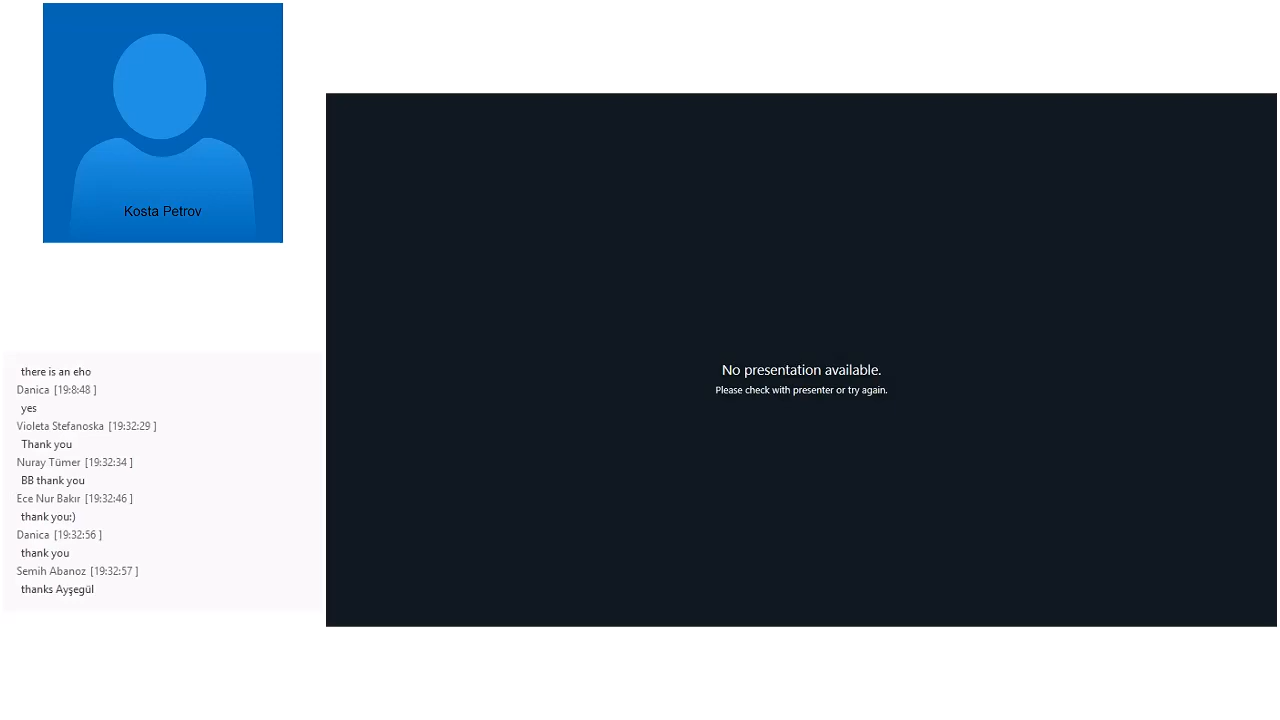 Kosta Petrov
there is an eho
Danica [19:8:48 ]
yes
Violeta Stefanoska [19:32:29 ]
Thank you
Nuray Tümer [19:32:34 ]
BB thank you
Ece Nur Bakır [19:32:46 ]
thank you:)
Danica [19:32:56 ]
thank you
Semih Abanoz [19:32:57 ]
thanks Ayşegül
No presentation available.
Please check with presenter or try again.